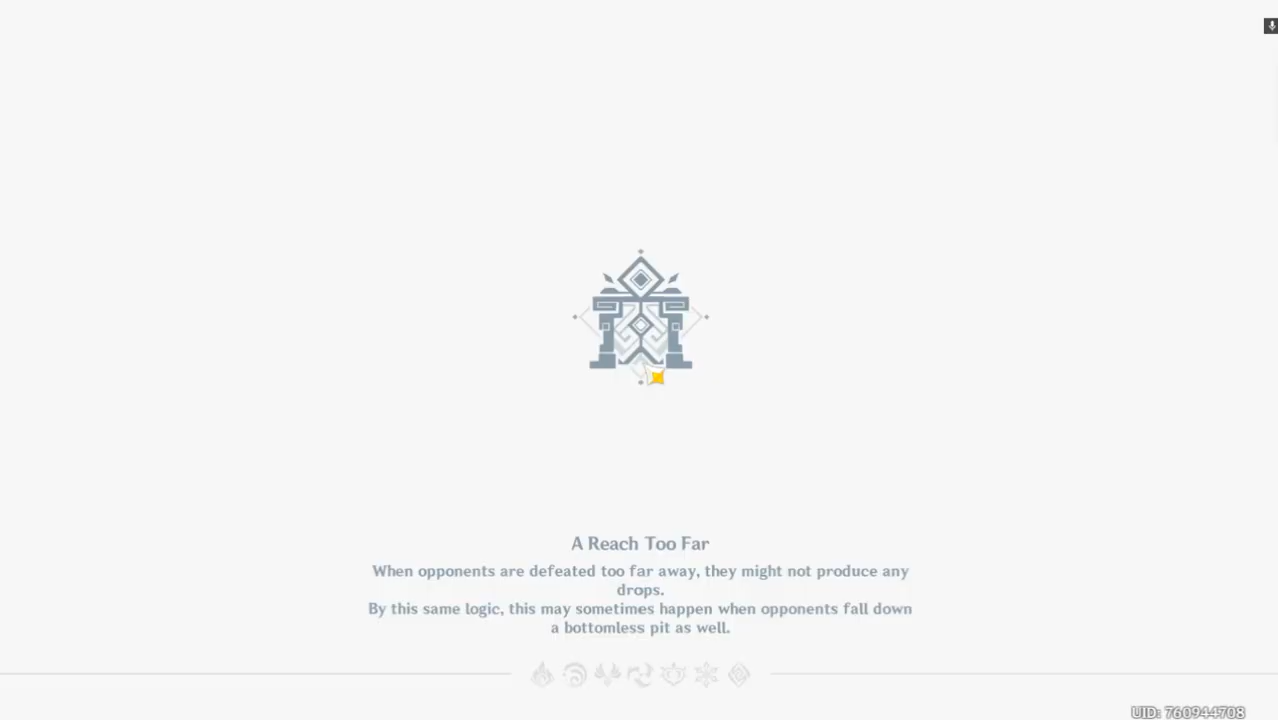 A Reach Too Far
When opponents are defeated too far away, they might not produce any
drops.
By this same logic, this may sometimes happen when opponents fall down
a bottomless pit as well.
UID: 760944708